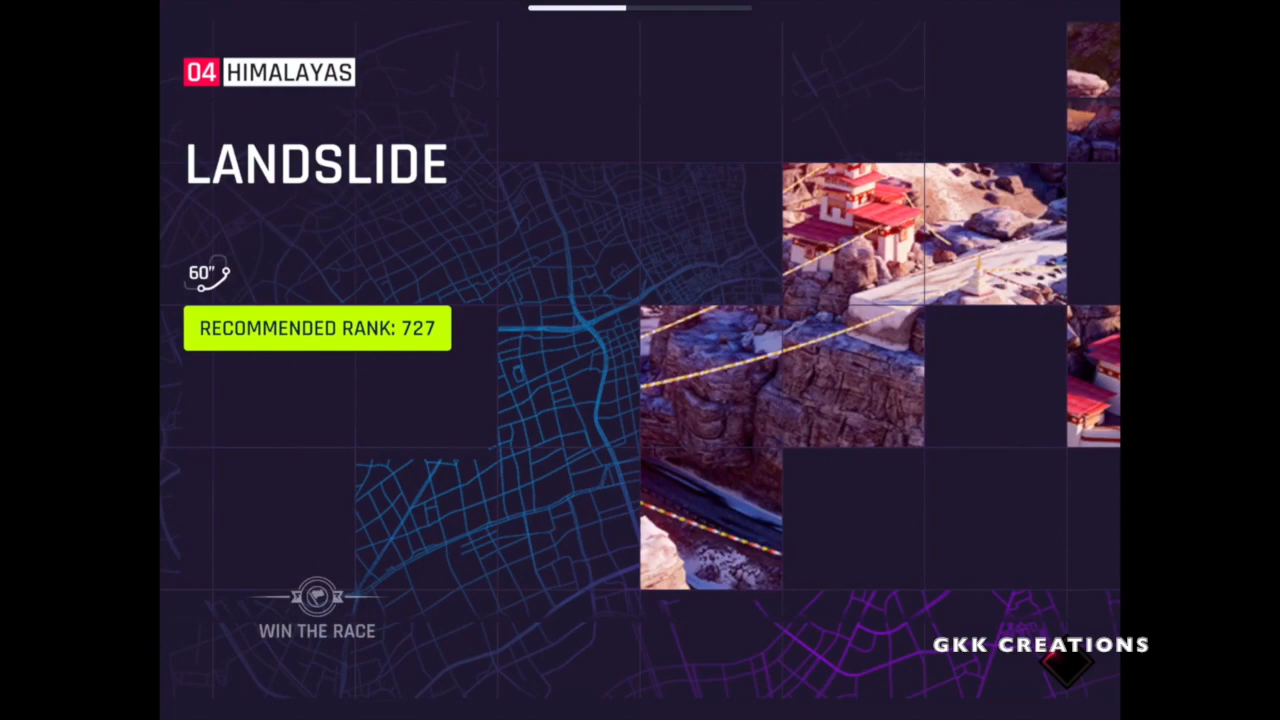 04 HIMALAYAS
LANDSLIDE
60"
RECOMMENDED RANK: 727
WIN THE RACE
GKK CREATIONS